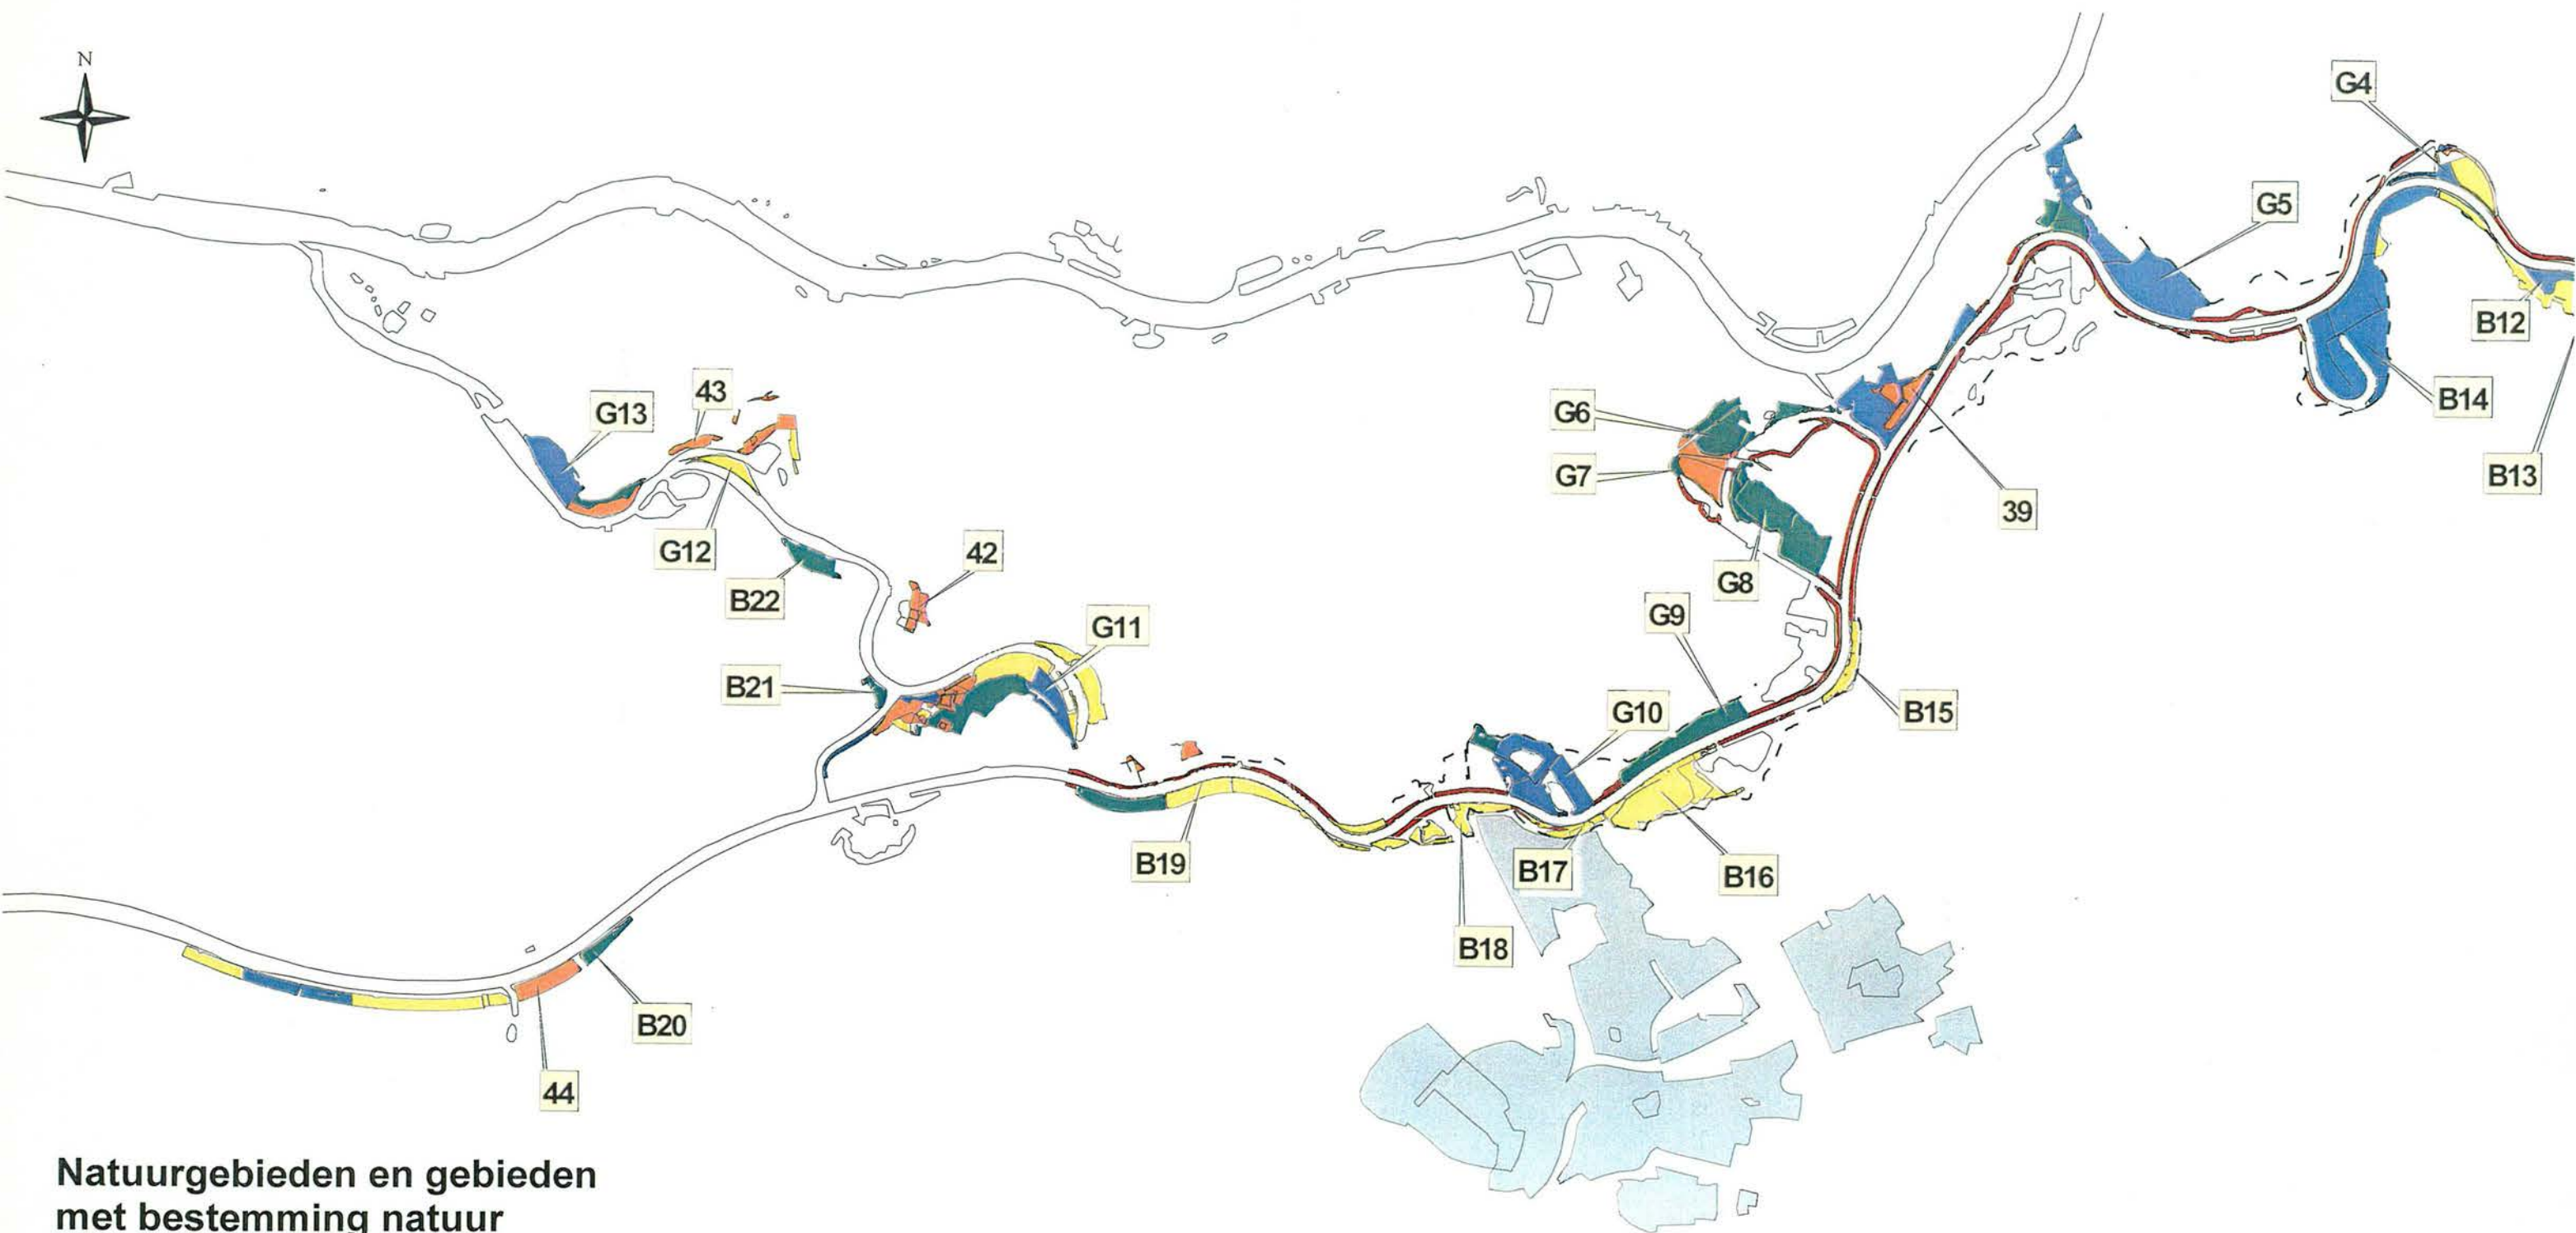 N
G4
G5
B12
B14
B13
G6
G7
39
G8
G9
G10
B15
B16
B17
B18
B19
G13
43
G12
B22
42
G11
B21
B20
44
Natuurgebieden en gebieden
met bestemming natuur